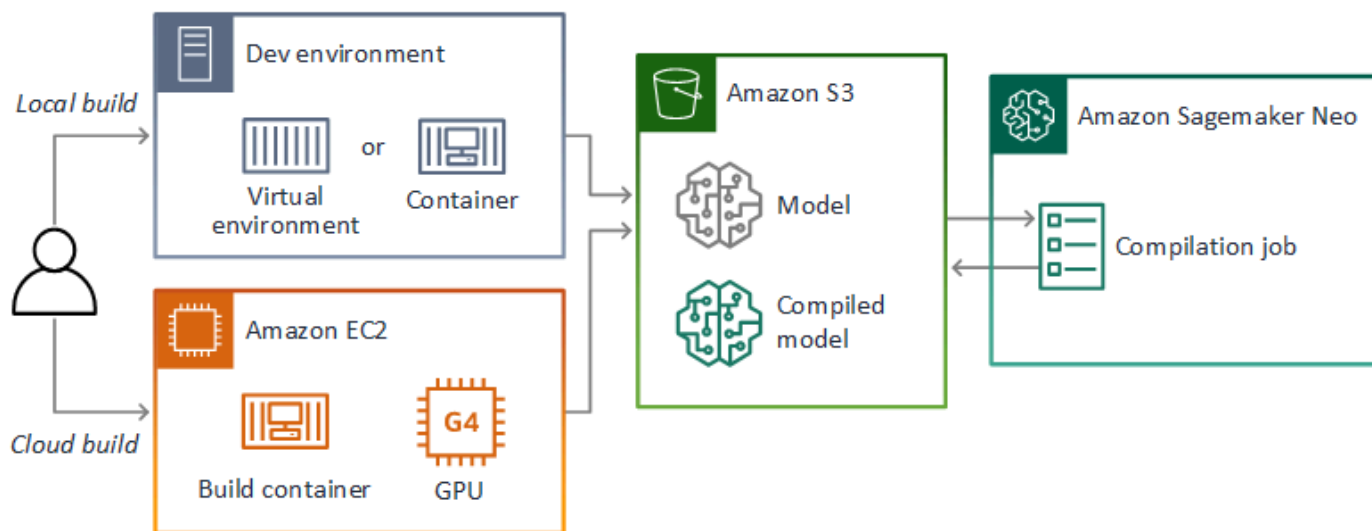 Local build
Dev environment
or
Virtual
environment
Container
Amazon S3
Model
Compiled
model
Amazon Sagemaker Neo
Compilation job
Amazon EC2
G4
Build container
GPU
Cloud build